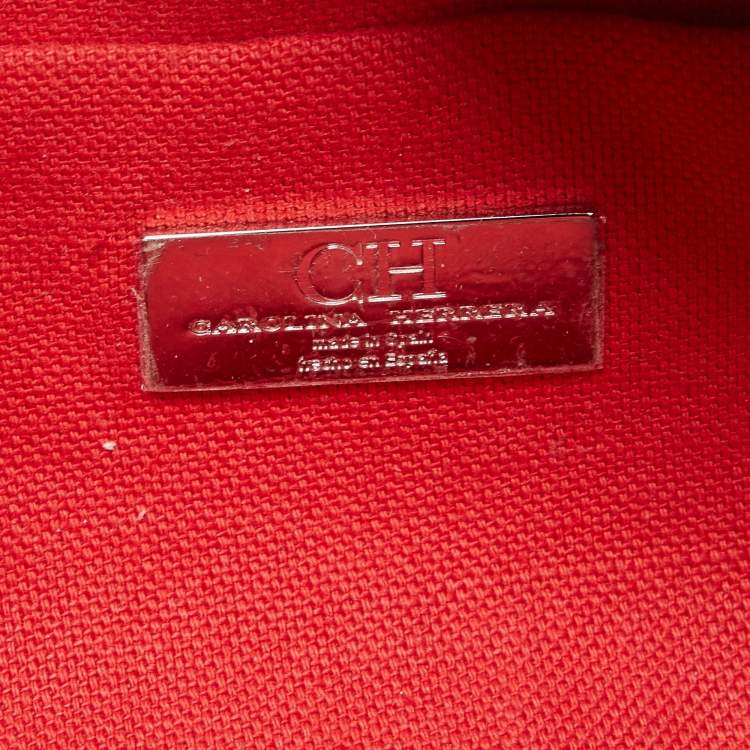 CH
CAROLINA HERRERA
made in Spain
hecho en España